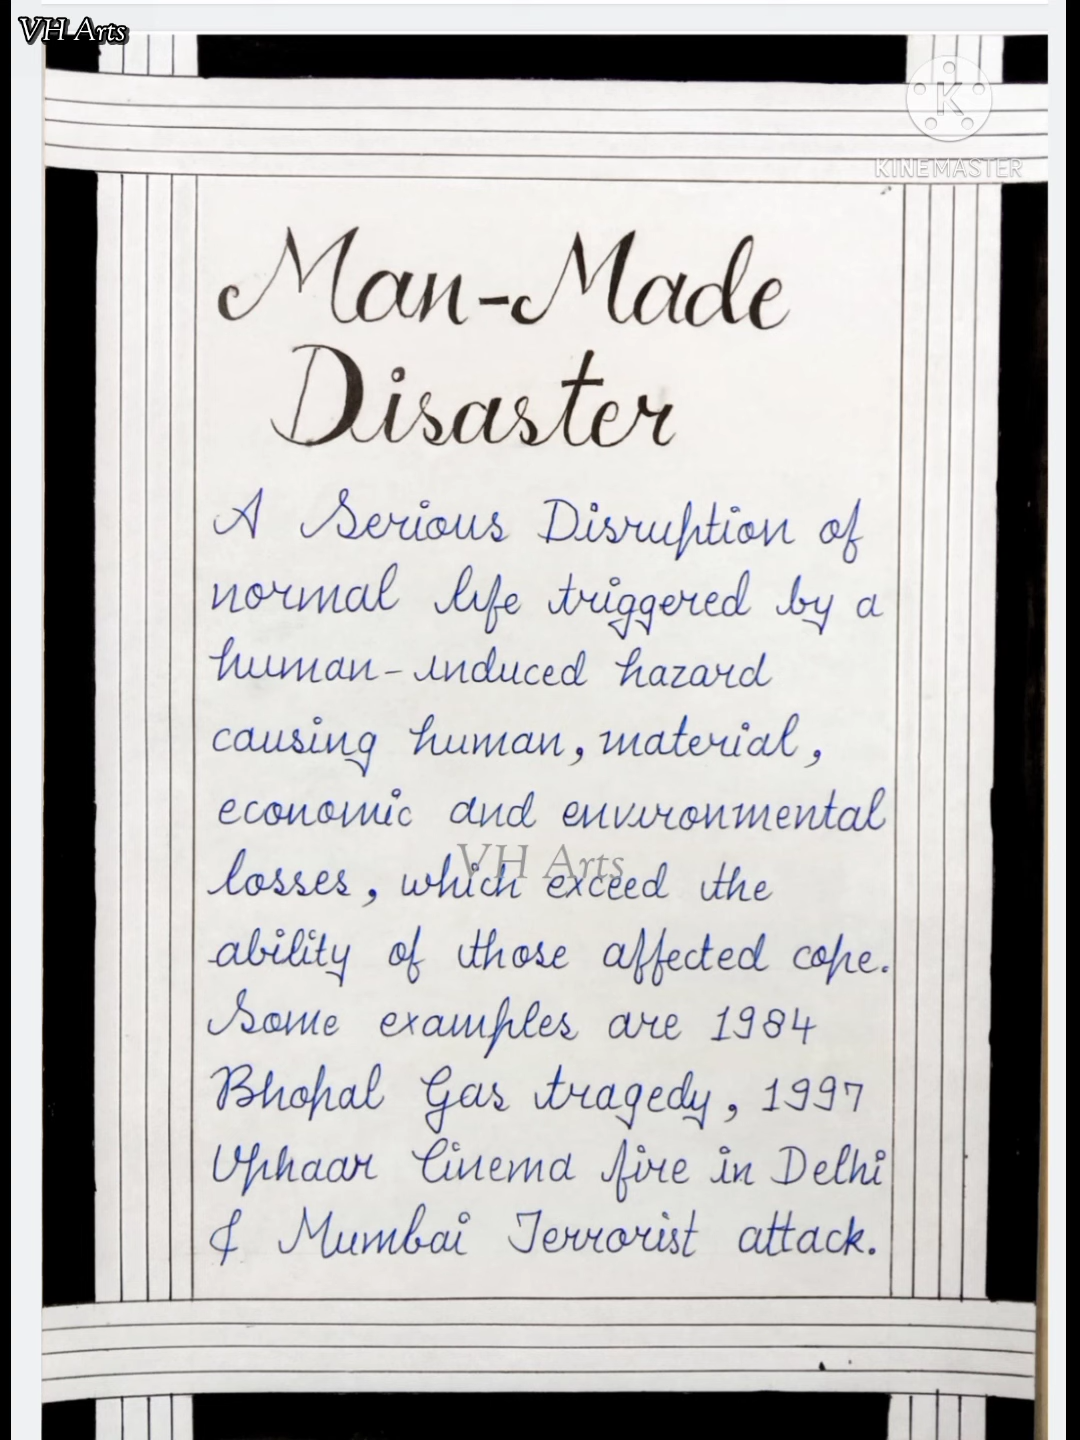 VH Arts
K
KINEMASTER
Man-Made
Disaster
A Serious Disruption of
normal life triggered by a
human-induced hazard
causing human, material,
economic and environmental
losses, which exceed the
VH Arts
ability of those affected cope.
Some examples are 1984
Bhopal Gas tragedy, 1997
Uphaar Cinema fire in Delhi
& Mumbai Terrorist attack.